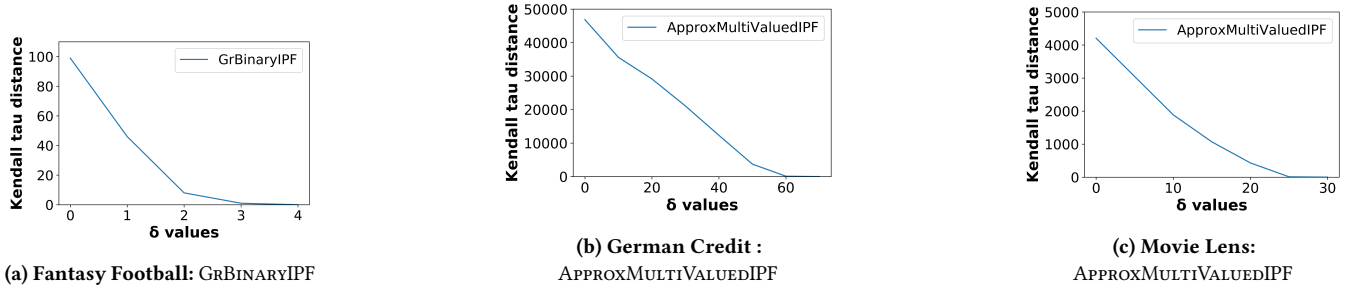 Kendall tau distance
100
80
60
40
20
0
GrBinaryIPF
0 1 2 3 4
δ values
(a) Fantasy Football: GRBINARYIPF
Kendall tau distance
50000
40000
30000
20000
10000
0
ApproxMultiValuedIPF
0 20 40 60
δ values
(b) German Credit :
APPROXMULTIVALUEDIPF
Kendall tau distance
5000
4000
3000
2000
1000
0
ApproxMultiValuedIPF
0 10 20 30
δ values
(c) Movie Lens:
APPROXMULTIVALUEDIPF